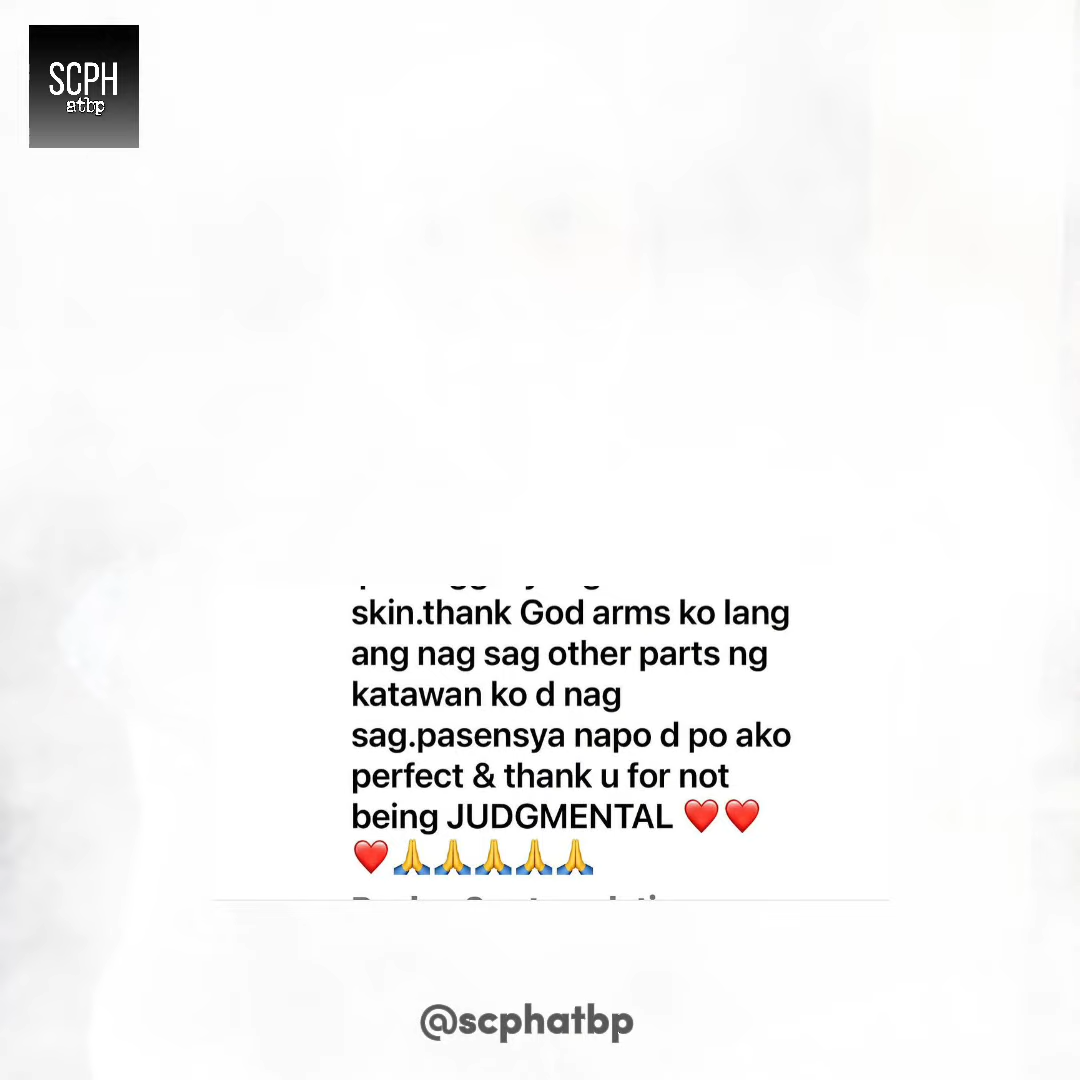 SCPH
atbp
skin.thank God arms ko lang
ang nag sag other parts ng
katawan ko d nag
sag.pasensya napo d po ako
perfect & thank u for not
being JUDGMENTAL ❤️❤️
❤️🙏🙏🙏🙏🙏
@scphatbp